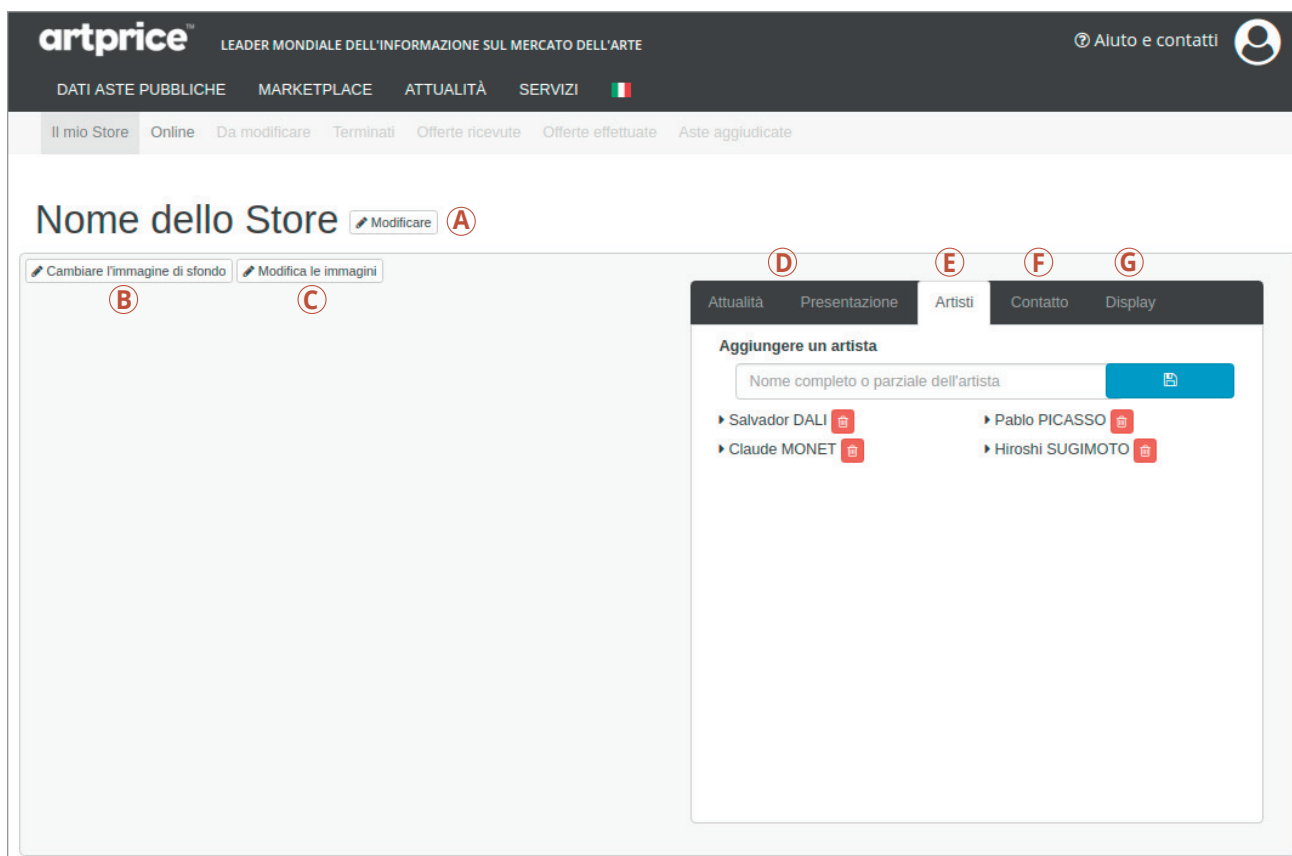 artprice™ LEADER MONDIALE DELL'INFORMAZIONE SUL MERCATO DELL'ARTE Aiuto e contatti
DATI ASTE PUBBLICHE MARKETPLACE ATTUALITÀ SERVIZI
Il mio Store Online Da modificare Terminati Offerte ricevute Offerte effettuate Aste aggiudicate
Nome dello Store Modificare A
Cambiare l'immagine di sfondo Modifica le immagini
B C
D E F G
Attualità Presentazione Artisti Contatto Display
Aggiungere un artista
Nome completo o parziale dell'artista
Salvador DALI Pablo PICASSO
Claude MONET Hiroshi SUGIMOTO